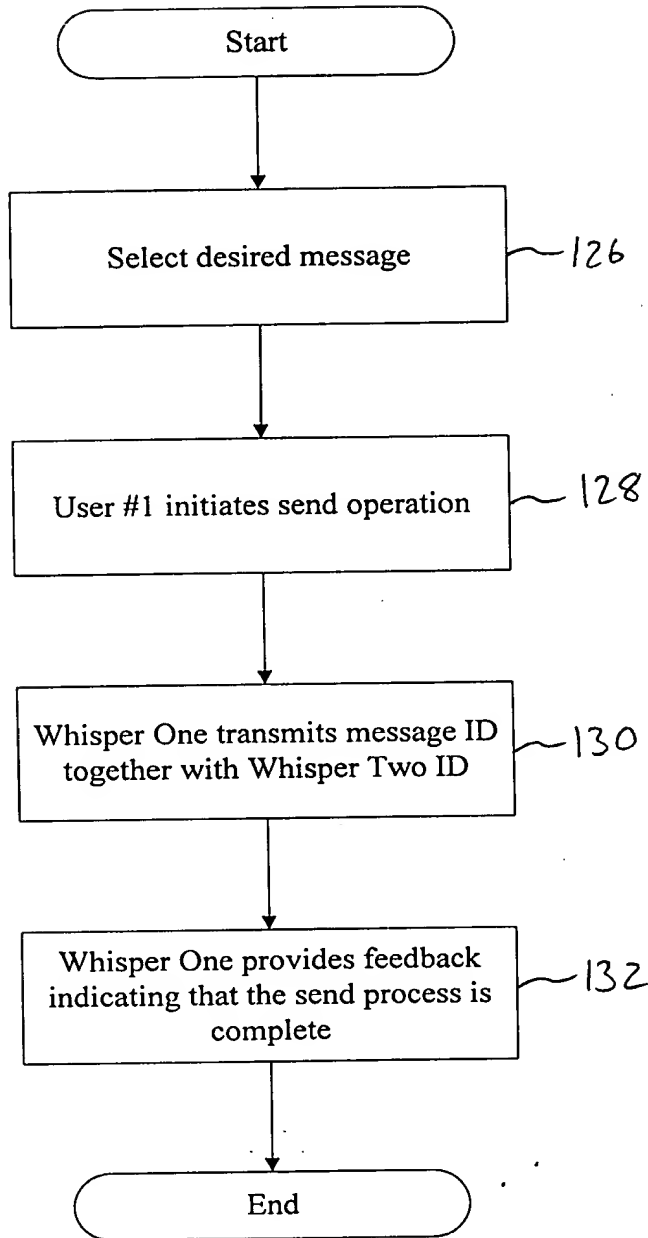 Start
Select desired message
126
User #1 initiates send operation
128
Whisper One transmits message ID
together with Whisper Two ID
130
Whisper One provides feedback
indicating that the send process is
complete
132
End